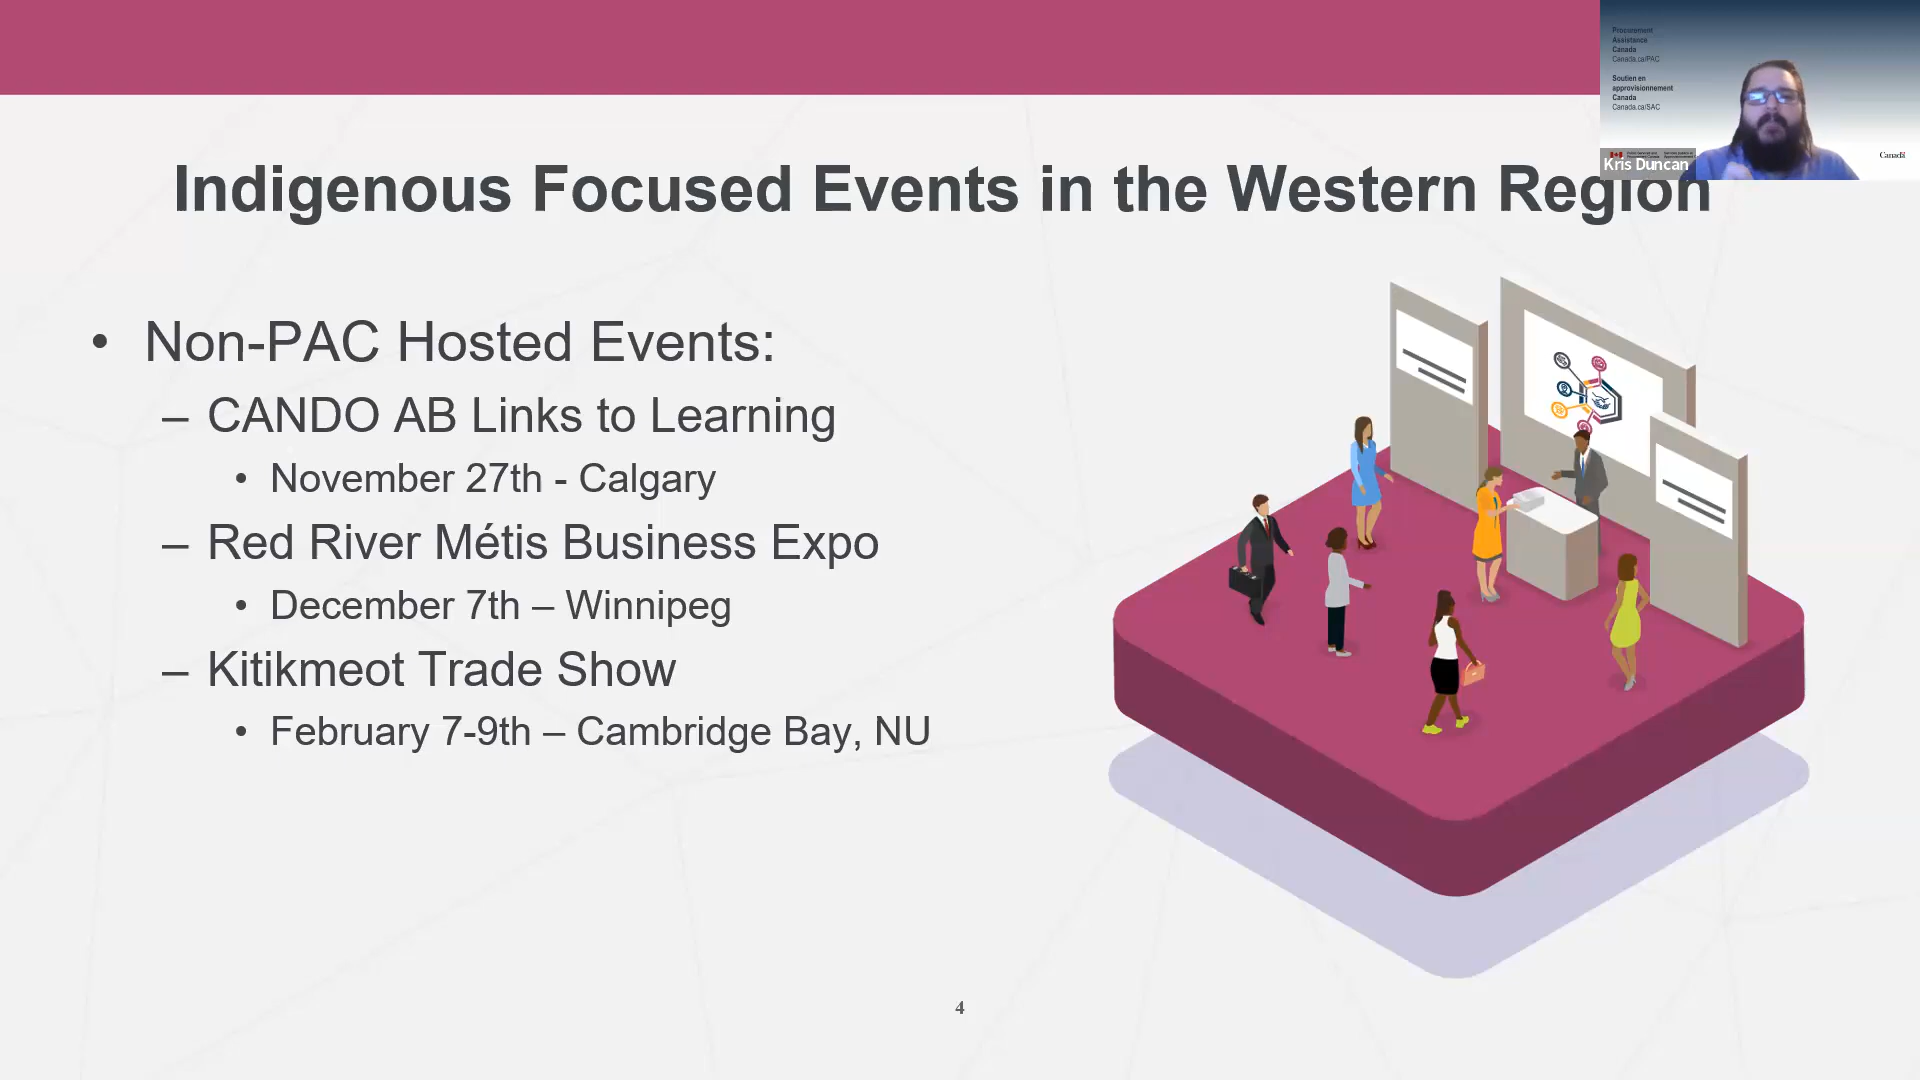 Procurement
Assistance
Canada
Canada.ca/PAC
Soutien en
approvisionnement
Canada
Canada.ca/SAC
Kris Duncan
Canada
Indigenous Focused Events in the Western Region
• Non-PAC Hosted Events:
– CANDO AB Links to Learning
• November 27th - Calgary
– Red River Métis Business Expo
• December 7th – Winnipeg
– Kitikmeot Trade Show
• February 7-9th – Cambridge Bay, NU
4